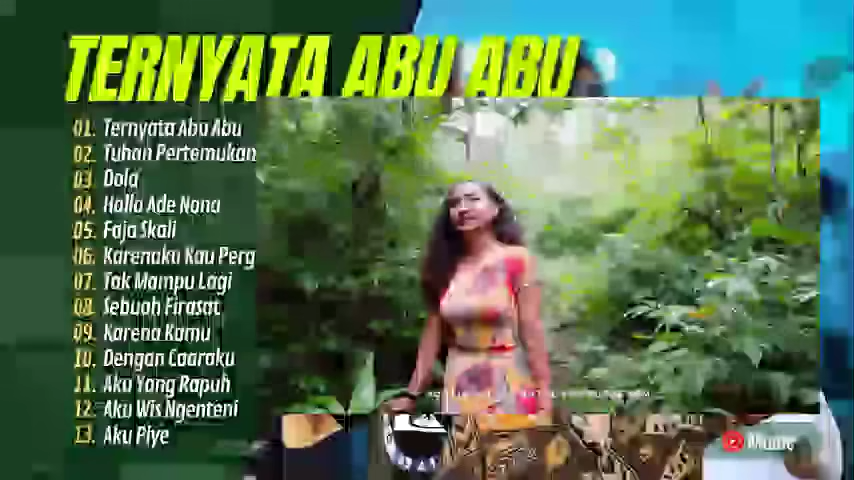 TERNYATA ABU ABU
01. Ternyata Abu Abu
02. Tuhan Pertemukan
03. Dola
04. Hallo Ade Nona
05. Faja Skali
06. Karenaku Kau Perg
07. Tak Mampu Lagi
08. Sebuah Firasat
09. Karena Kamu
10. Dengan Caaraku
11. Aku Yang Rapuh
12. Aku Wis Ngenteni
13. Aku Piye
Music